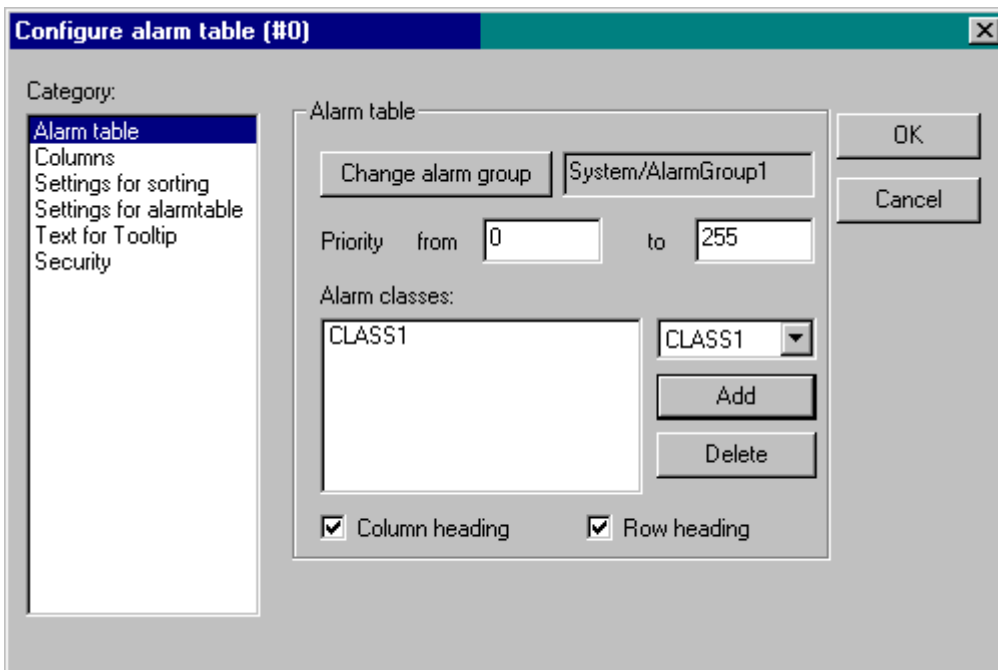 Configure alarm table (#0)
Category:
Alarm table
Columns
Settings for sorting
Settings for alarmtable
Text for Tooltip
Security
Alarm table
Change alarm group System/AlarmGroup1
Priority from 0 to 255
Alarm classes:
CLASS1
CLASS1
Add
Delete
Column heading Row heading
OK
Cancel